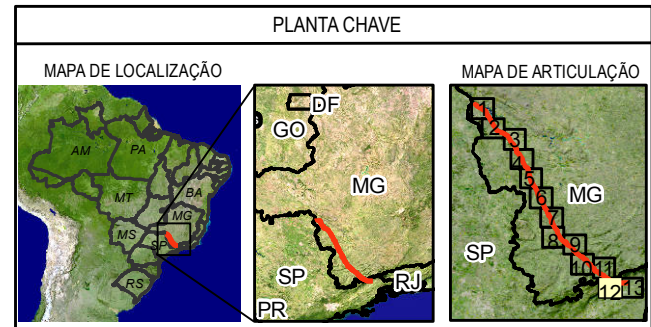 PLANTA CHAVE
MAPA DE LOCALIZAÇÃO
MAPA DE ARTICULAÇÃO
AM
PA
MT
BA
MG
MS
SP
RS
DF
GO
MG
SP
RJ
PR
1
2
3
4
5
6
7
8
9
10
11
12
13
MG
SP